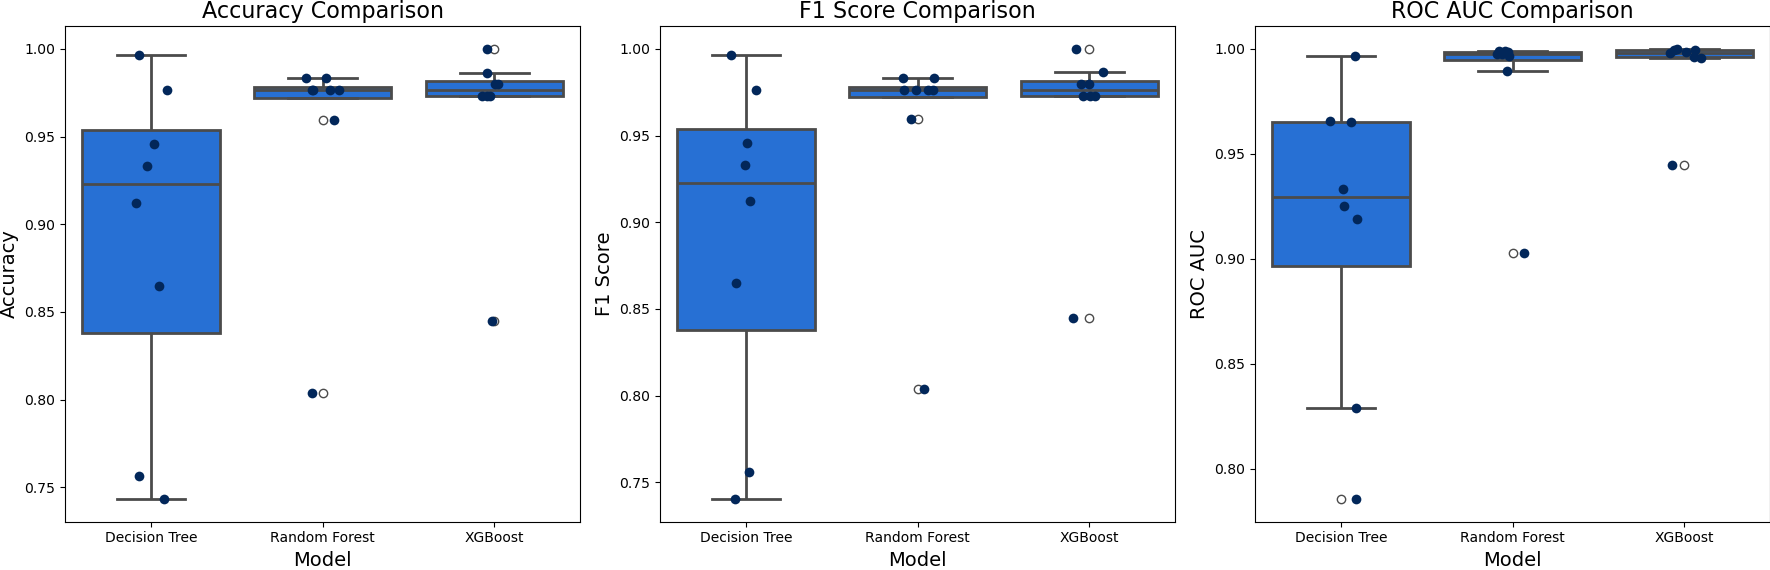 Accuracy Comparison
1.00
0.95
0.90
0.85
0.80
0.75
Accuracy
Decision Tree
Random Forest
XGBoost
Model
F1 Score Comparison
1.00
0.95
0.90
0.85
0.80
0.75
F1 Score
Decision Tree
Random Forest
XGBoost
Model
ROC AUC Comparison
1.00
0.95
0.90
0.85
0.80
ROC AUC
Decision Tree
Random Forest
XGBoost
Model